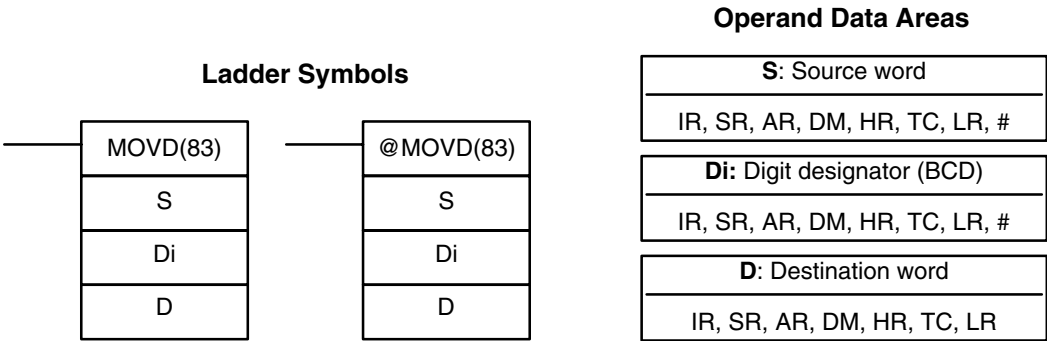 Ladder Symbols
MOVD(83)
S
Di
D
@MOVD(83)
S
Di
D
Operand Data Areas
S: Source word
IR, SR, AR, DM, HR, TC, LR, #
Di: Digit designator (BCD)
IR, SR, AR, DM, HR, TC, LR, #
D: Destination word
IR, SR, AR, DM, HR, TC, LR